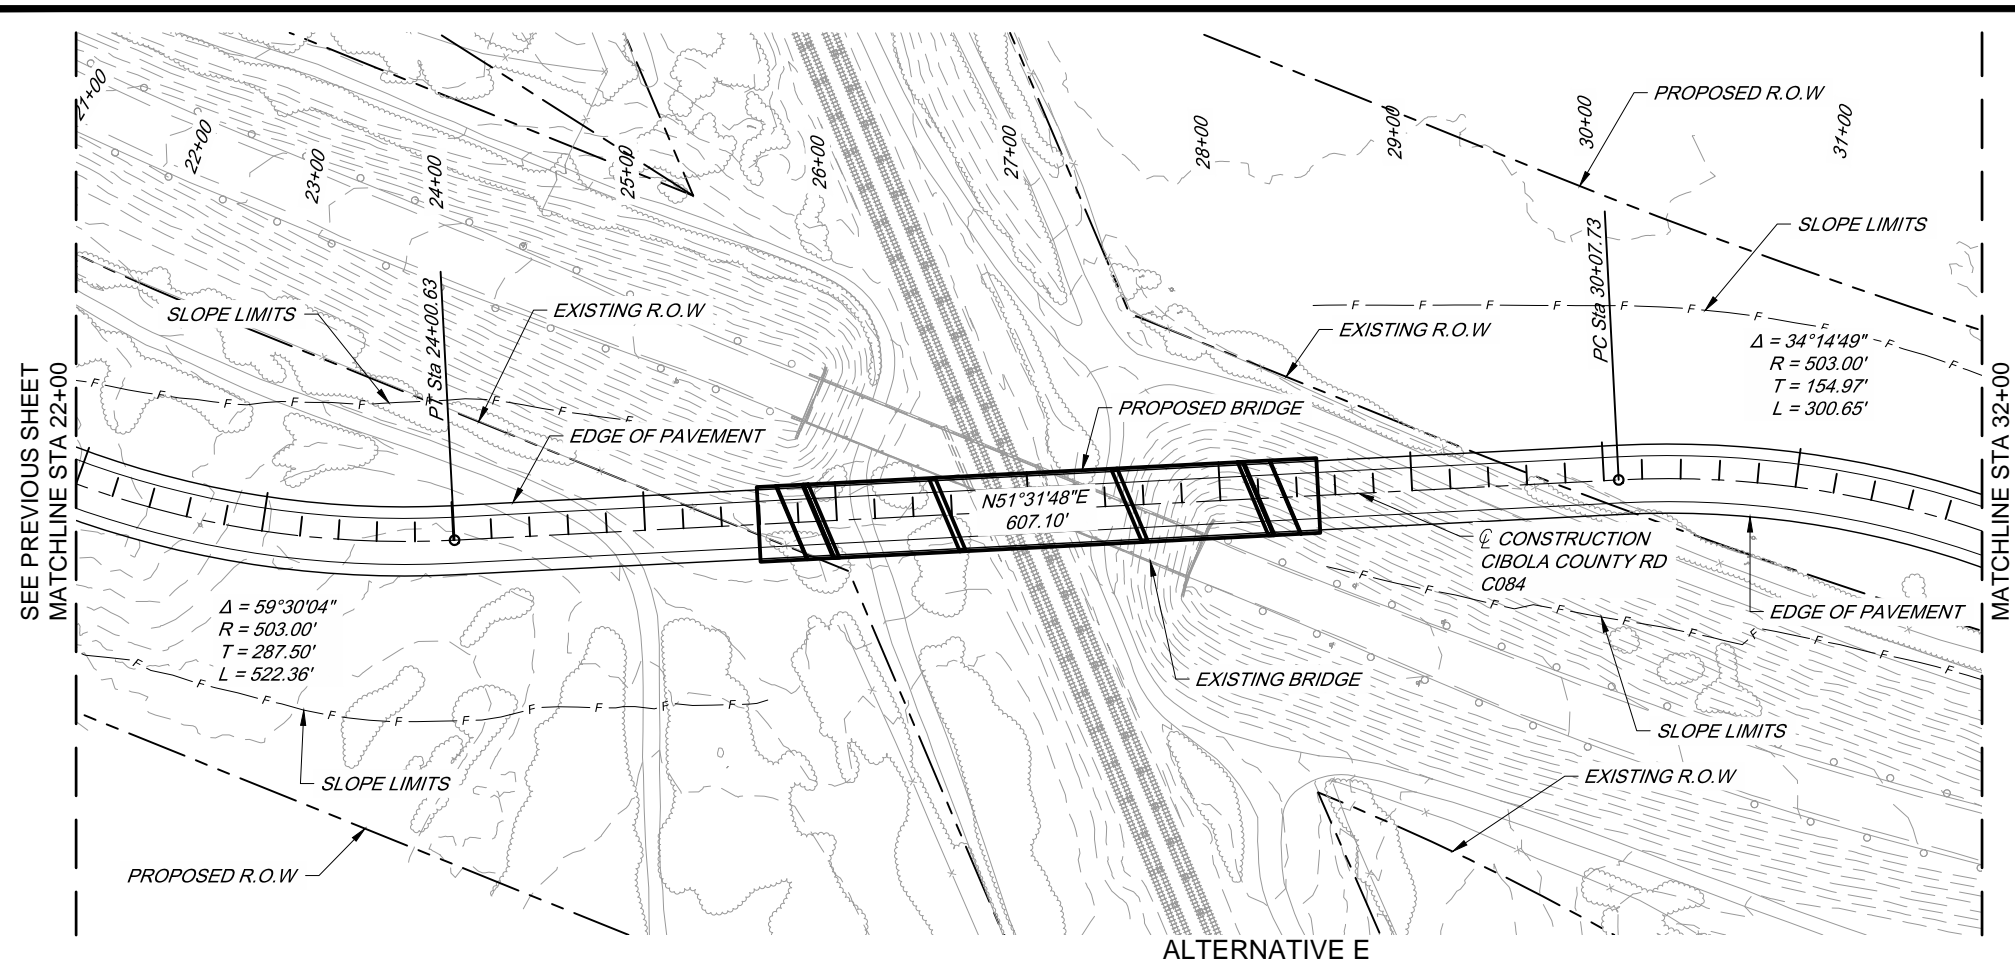 21+00
22+00
23+00
24+00
25+00
26+00
27+00
28+00
29+00
30+00
31+00
PROPOSED R.O.W
SLOPE LIMITS
PT Sta 24+00.63
PC Sta 30+07.73
SLOPE LIMITS
EXISTING R.O.W
EXISTING R.O.W
Δ = 34°14'49"
R = 503.00'
T = 154.97'
L = 300.65'
SEE PREVIOUS SHEET
MATCHLINE STA 22+00
MATCHLINE STA 32+00
F F F F F F F F F
F F F F F F F F
PROPOSED BRIDGE
EDGE OF PAVEMENT
N51°31'48"E
607.10'
℄ CONSTRUCTION
CIBOLA COUNTY RD
C084
EDGE OF PAVEMENT
Δ = 59°30'04"
R = 503.00'
T = 287.50'
L = 522.36'
F F F F F F F F F F
F F F F F F F F F F
EXISTING BRIDGE
SLOPE LIMITS
SLOPE LIMITS
EXISTING R.O.W
PROPOSED R.O.W
ALTERNATIVE E